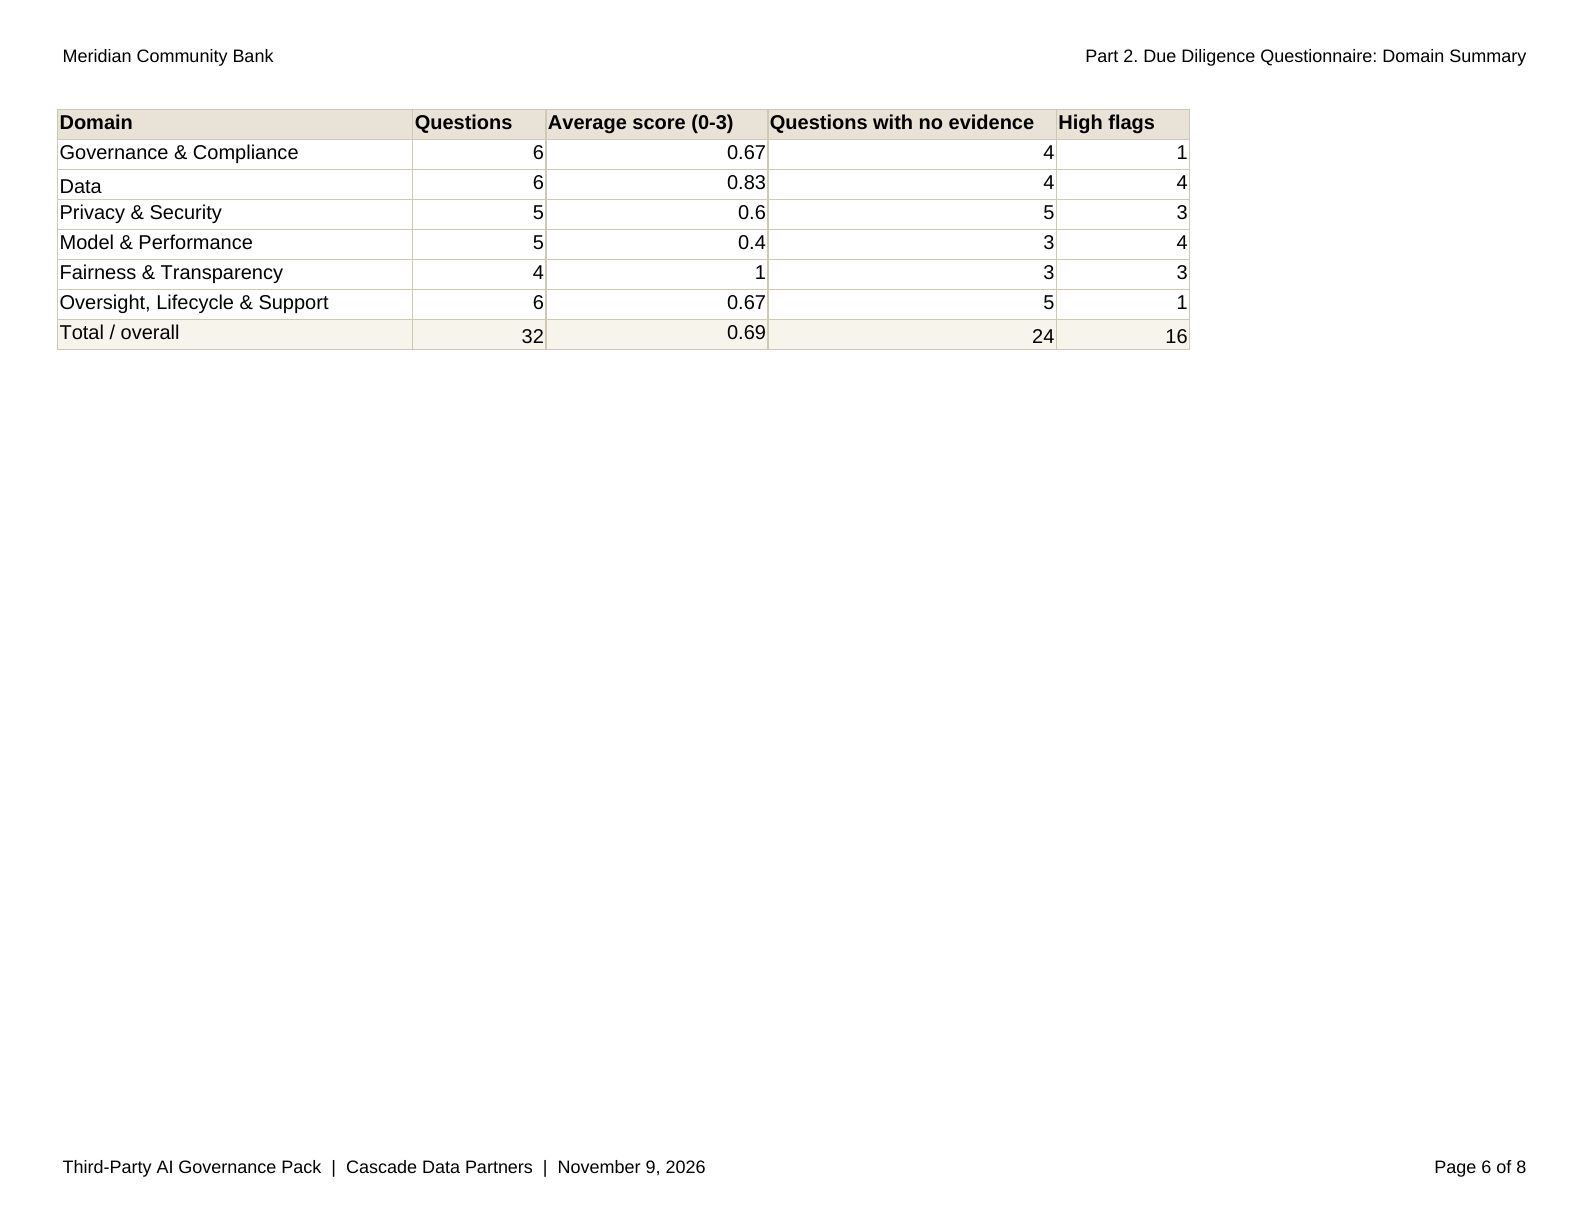 Meridian Community Bank Part 2. Due Diligence Questionnaire: Domain Summary
Domain Questions Average score (0-3) Questions with no evidence High flags
Governance & Compliance 6 0.67 4 1
Data 6 0.83 4 4
Privacy & Security 5 0.6 5 3
Model & Performance 5 0.4 3 4
Fairness & Transparency 4 1 3 3
Oversight, Lifecycle & Support 6 0.67 5 1
Total / overall 32 0.69 24 16
Third-Party AI Governance Pack | Cascade Data Partners | November 9, 2026 Page 6 of 8